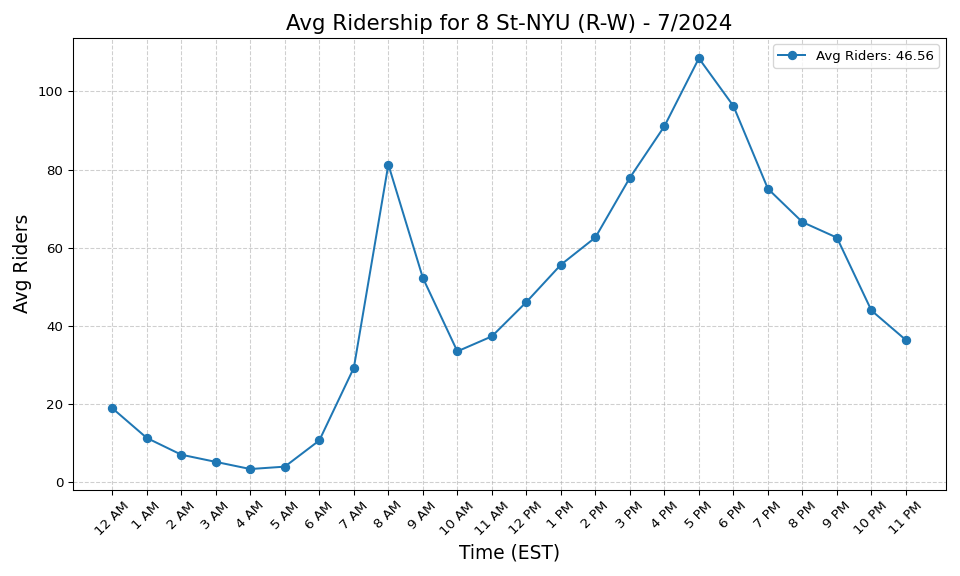 Avg Ridership for 8 St-NYU (R-W) - 7/2024
Avg Riders: 46.56
Avg Riders
100
80
60
40
20
0
12 AM
1 AM
2 AM
3 AM
4 AM
5 AM
6 AM
7 AM
8 AM
9 AM
10 AM
11 AM
12 PM
1 PM
2 PM
3 PM
4 PM
5 PM
6 PM
7 PM
8 PM
9 PM
10 PM
11 PM
Time (EST)